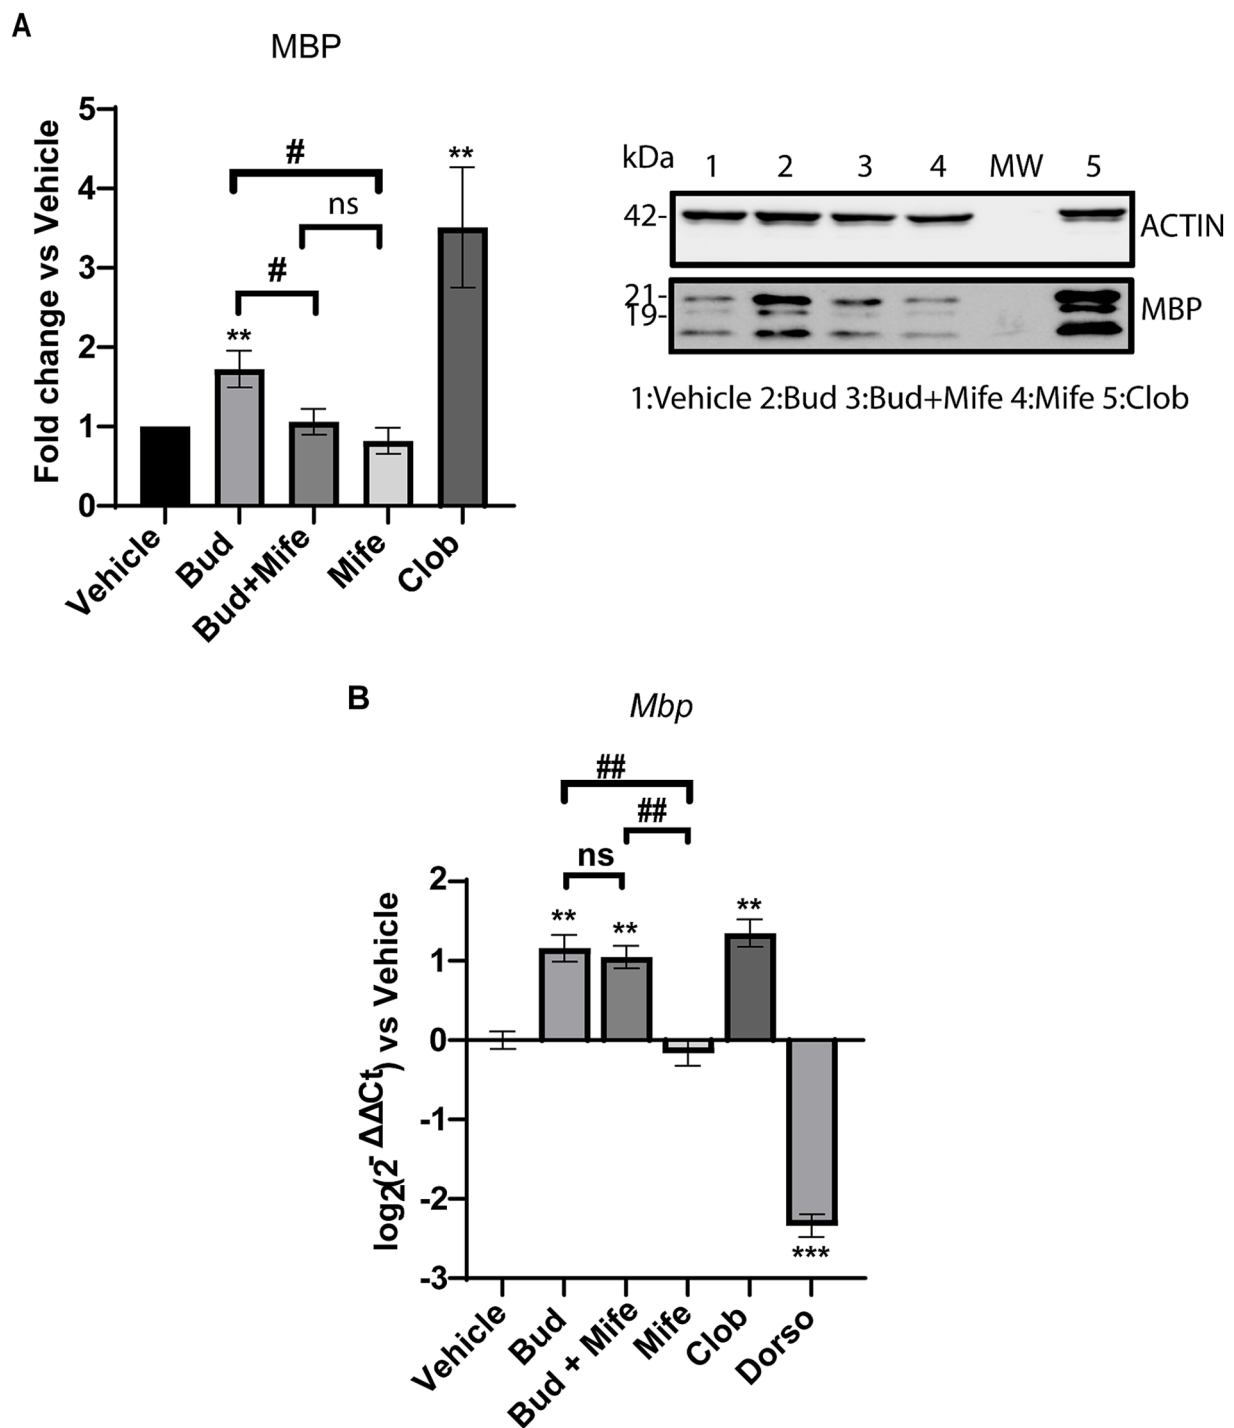 A
MBP
Fold change vs Vehicle
5
4
3
2
1
0
#
ns
#
**
**
Vehicle
Bud
Bud+Mife
Mife
Clob
kDa 1 2 3 4 MW 5
42-
ACTIN
21-
19-
MBP
1:Vehicle 2:Bud 3:Bud+Mife 4:Mife 5:Clob
B
Mbp
##
##
ns
log2(2^-ΔΔCt) vs Vehicle
2
1
0
-1
-2
-3
**
**
**
***
Vehicle
Bud
Bud + Mife
Mife
Clob
Dorso